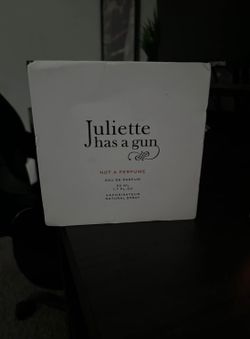 Juliette
has a gun
NOT A PERFUME
EAU DE PARFUM
50 ML
1.7 FL.OZ
VAPORISATEUR
NATURAL SPRAY